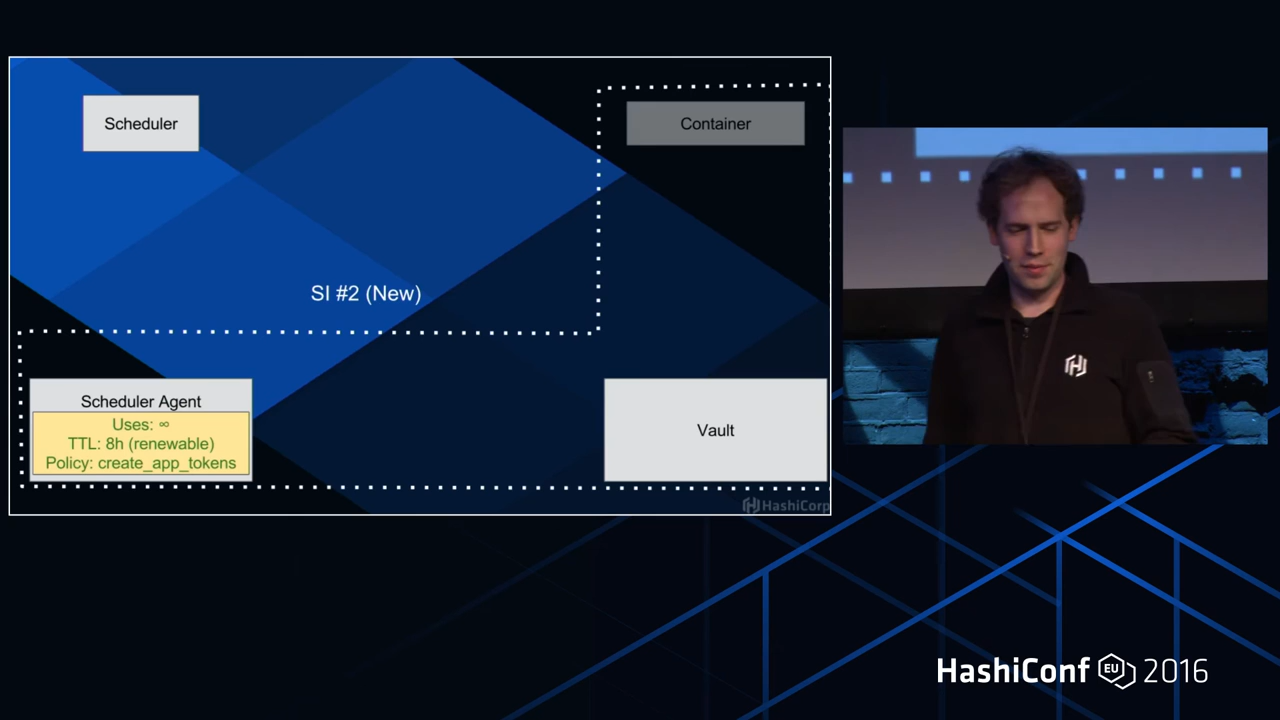 Scheduler
Container
SI #2 (New)
Scheduler Agent
Uses: ∞
TTL: 8h (renewable)
Policy: create_app_tokens
Vault
HashiCorp
HashiConf EU 2016